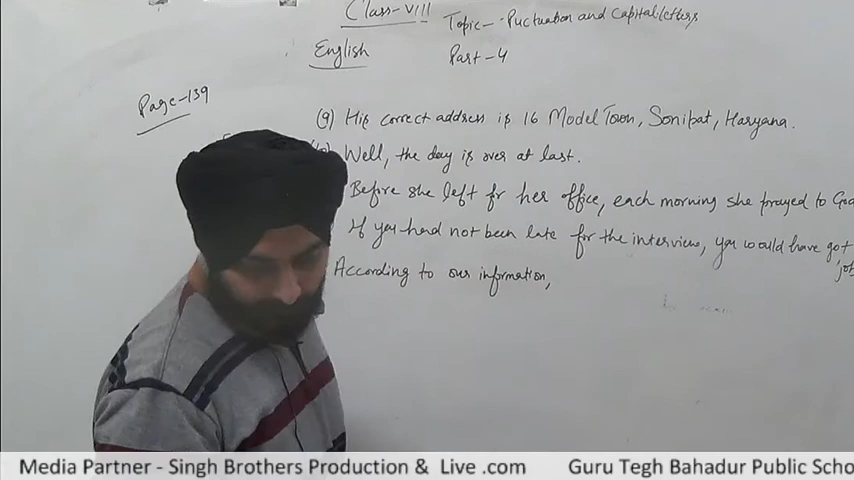 Class-VIII
Topic-- Puctuation and Capital letters
English
Part-4
Page-139
(9) His correct address is 16 Model Town, Sonipat, Haryana.
Well, the day is over at last.
Before she left for her office, each morning she prayed to God
If you had not been late for the interview, you would have got
job
According to our information,
Media Partner - Singh Brothers Production & Live .com Guru Tegh Bahadur Public Scho